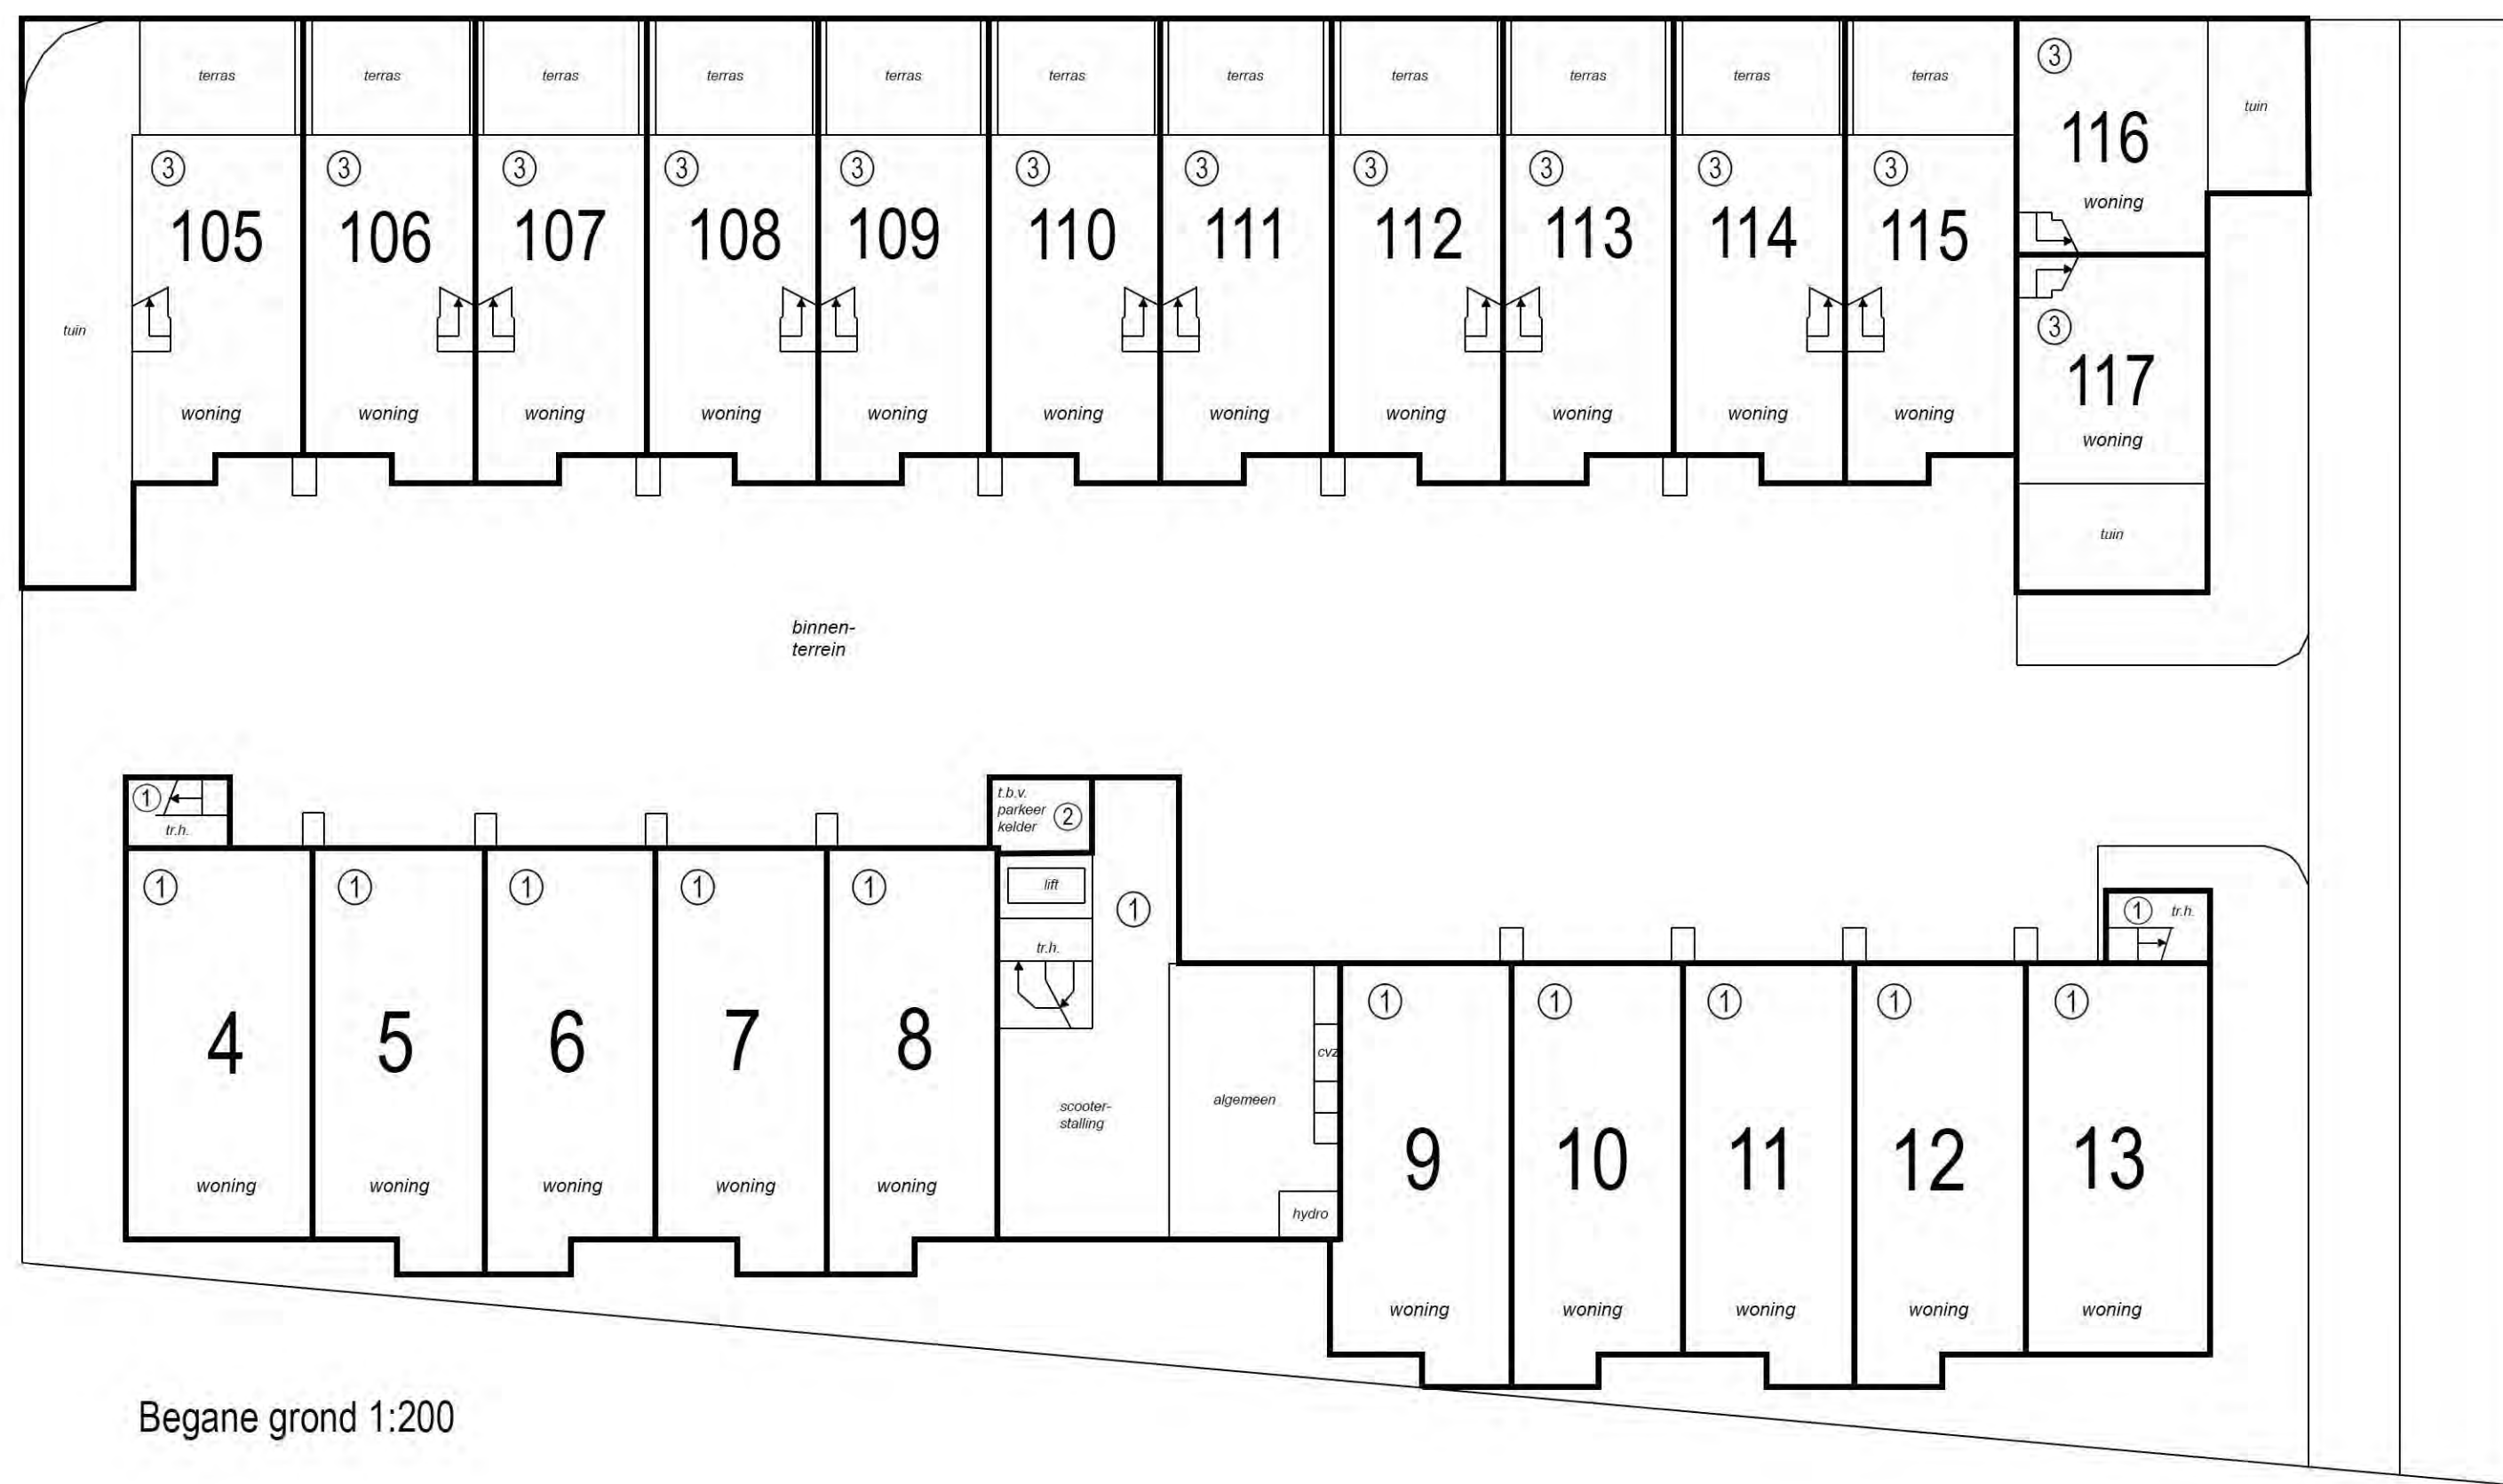 terras
terras
terras
terras
terras
terras
terras
terras
terras
terras
terras
3
116
woning
tuin
3
105
woning
3
106
woning
3
107
woning
3
108
woning
3
109
woning
3
110
woning
3
111
woning
3
112
woning
3
113
woning
3
114
woning
3
115
woning
3
117
woning
tuin
tuin
binnen-
terrein
1
tr.h.
t.b.v.
parkeer
kelder
2
1
4
woning
1
5
woning
1
6
woning
1
7
woning
1
8
woning
lift
tr.h.
1
scooter-
stalling
algemeen
cvz
hydro
1
tr.h.
1
9
woning
1
10
woning
1
11
woning
1
12
woning
1
13
woning
Begane grond 1:200